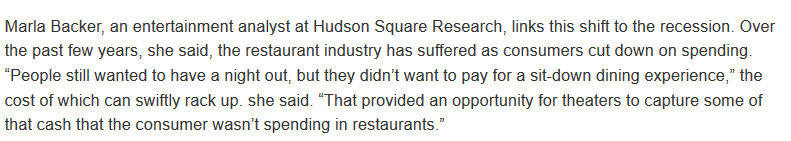 Marla Backer, an entertainment analyst at Hudson Square Research, links this shift to the recession. Over
the past few years, she said, the restaurant industry has suffered as consumers cut down on spending.
“People still wanted to have a night out, but they didn’t want to pay for a sit-down dining experience,” the
cost of which can swiftly rack up. she said. “That provided an opportunity for theaters to capture some of
that cash that the consumer wasn’t spending in restaurants.”